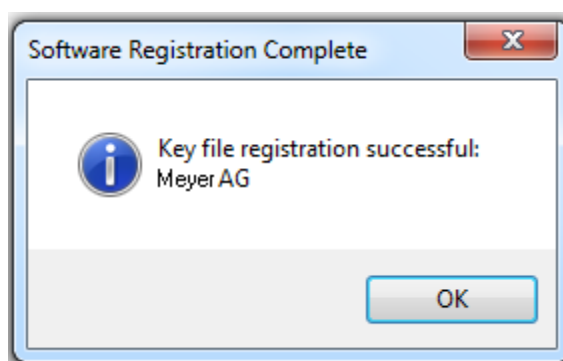 Software Registration Complete
Key file registration successful:
Meyer AG
OK